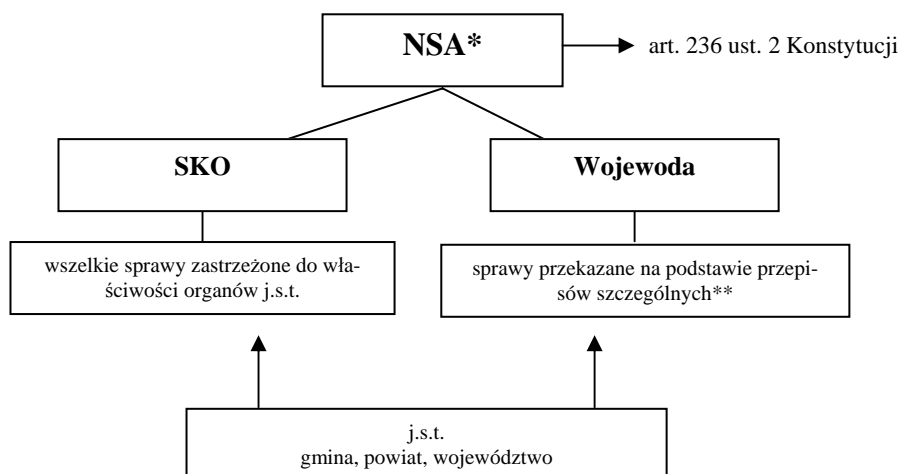 NSA*
art. 236 ust. 2 Konstytucji
SKO
Wojewoda
wszelkie sprawy zastrzeżone do wła-
ściwości organów j.s.t.
sprawy przekazane na podstawie przepi-
sów szczególnych**
j.s.t.
gmina, powiat, województwo